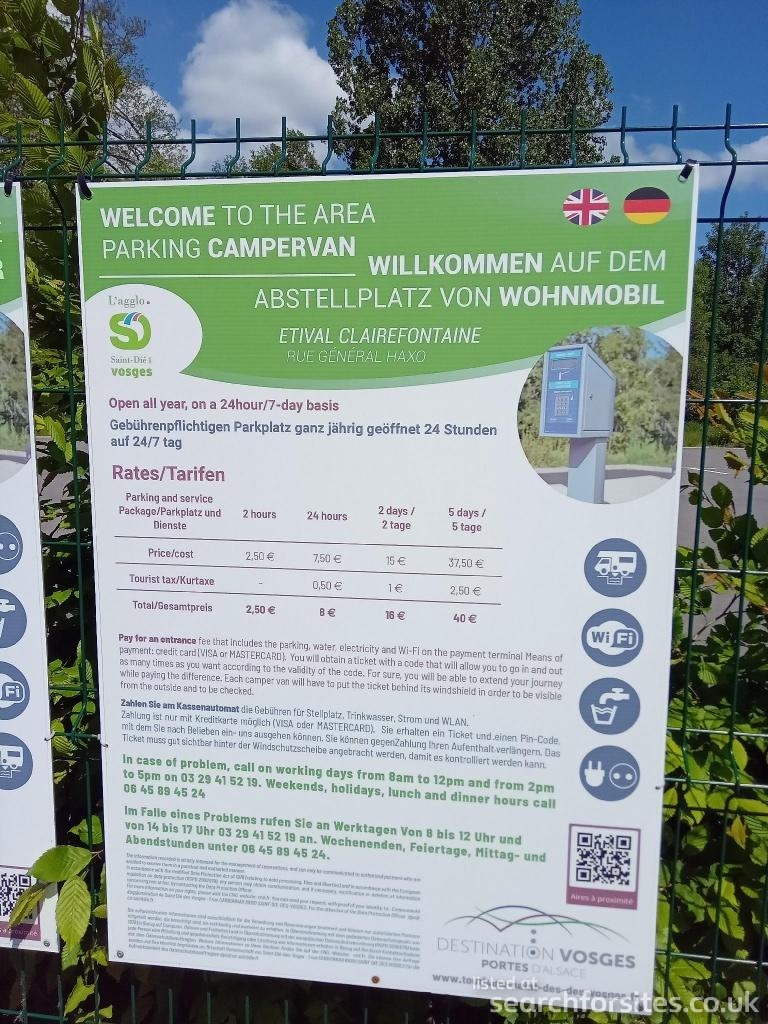 WELCOME TO THE AREA
PARKING CAMPERVAN
WILLKOMMEN AUF DEM
ABSTELLPLATZ VON WOHNMOBIL
L'agglo.
Saint-Dié
vosges
ETIVAL CLAIREFONTAINE
RUE GÉNÉRAL HAXO
Open all year, on a 24hour/7-day basis
Gebührenpflichtigen Parkplatz ganz jährig geöffnet 24 Stunden
auf 24/7 tag
Rates/Tarifen
Parking and service
Package/Parkplatz und
Dienste
2 hours
24 hours
2 days /
2 tage
5 days /
5 tage
Price/cost 2,50 € 7,50 € 15 € 37,50 €
Tourist tax/Kurtaxe - 0,50 € 1 € 2,50 €
Total/Gesamtpreis 2,50 € 8 € 16 € 40 €
Pay for an entrance fee that includes the parking, water, electricity and Wi-Fi on the payment terminal Means of
payment: credit card (VISA or MASTERCARD). You will obtain a ticket with a code that will allow you to go in and out
as many times as you want according to the validity of the code. For sure, you will be able to extend your journey
while paying the difference. Each camper van will have to put the ticket behind its windshield in order to be visible
from the outside and to be checked.
Zahlen Sie am Kassenautomat die Gebühren für Stellplatz, Trinkwasser, Strom und WLAN.
Zahlung ist nur mit Kreditkarte möglich (VISA oder MASTERCARD). Sie erhalten ein Ticket und einen Pin-Code,
mit dem Sie nach Belieben ein- uns ausgehen können. Sie können gegenZahlung Ihren Aufenthalt verlängern. Das
Ticket muss gut sichtbar hinter der Windschutzscheibe angebracht werden, damit es kontrolliert werden kann.
In case of problem, call on working days from 8am to 12pm and from 2pm
to 5pm on 03 29 41 52 19. Weekends, holidays, lunch and dinner hours call
06 45 89 45 24
Im Falle eines Problems rufen Sie an Werktagen Von 8 bis 12 Uhr und
von 14 bis 17 Uhr 03 29 41 52 19 an. Wochenenden, Feiertage, Mittag- und
Abendstunden unter 06 45 89 45 24.
Wi Fi
Fi
Aires à proximité
DESTINATION VOSGES
PORTES D'ALSACE
listed at
searchforsites.co.uk